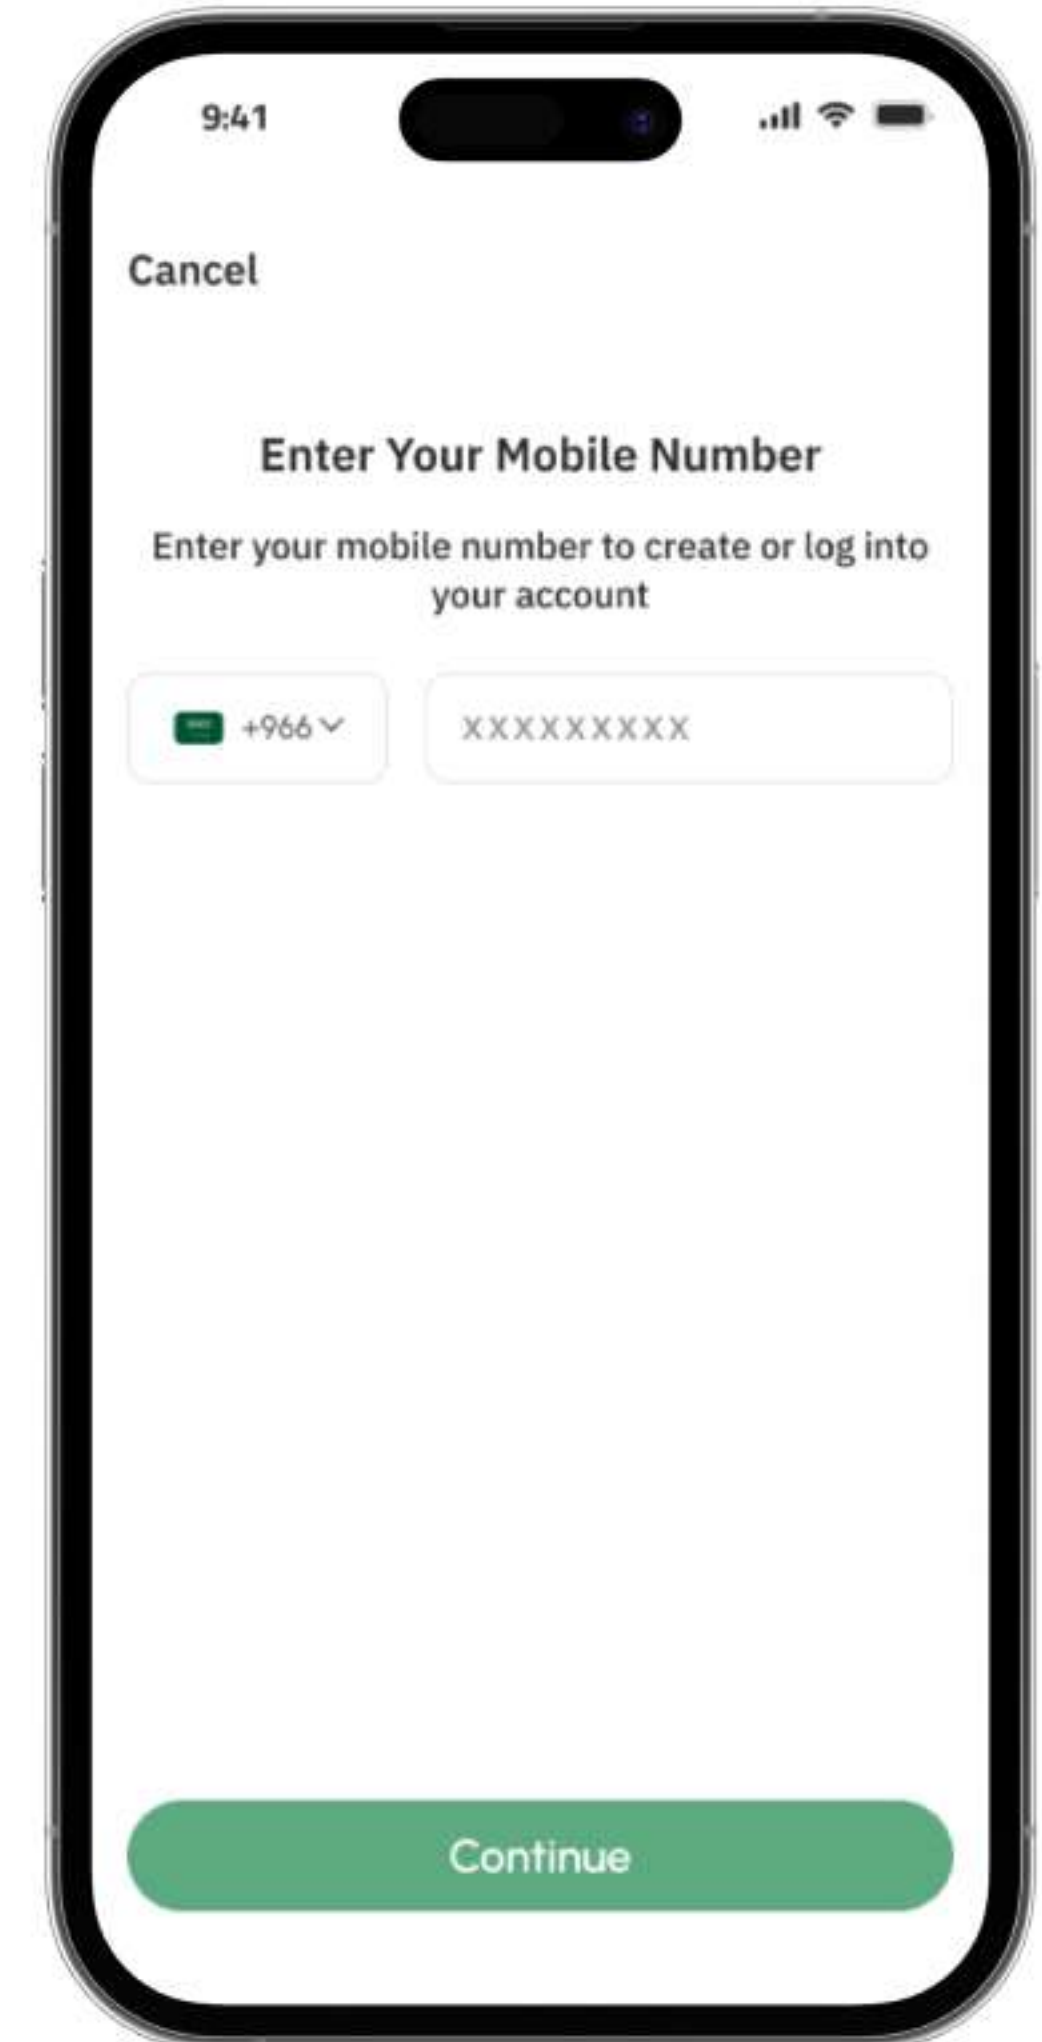 9:41
Cancel
Enter Your Mobile Number
Enter your mobile number to create or log into
your account
+966
XXXXXXXXX
Continue